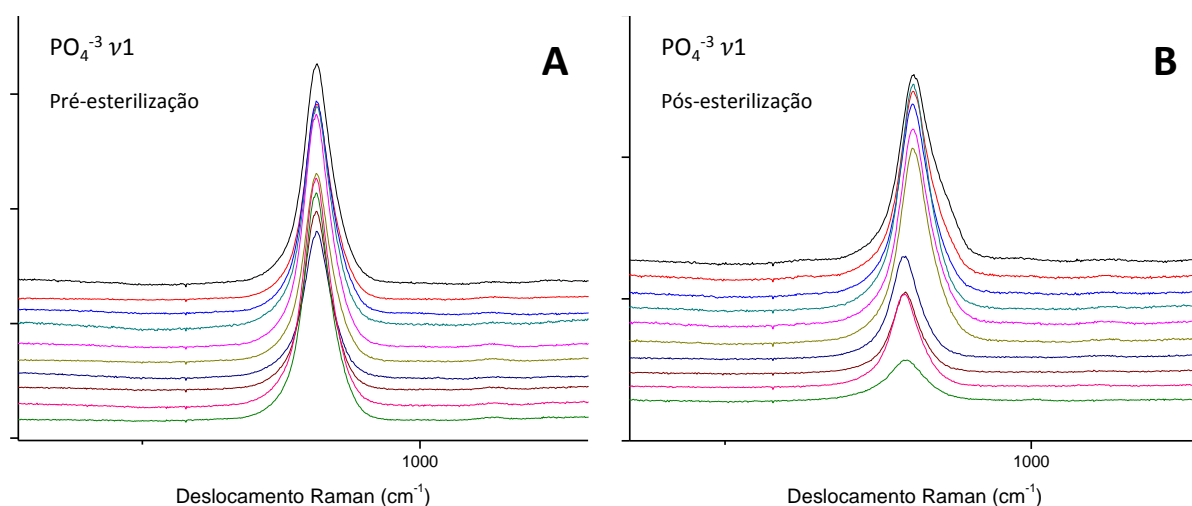 PO₄⁻³ ν1
A
Pré-esterilização
1000
Deslocamento Raman (cm⁻¹)
PO₄⁻³ ν1
B
Pós-esterilização
1000
Deslocamento Raman (cm⁻¹)